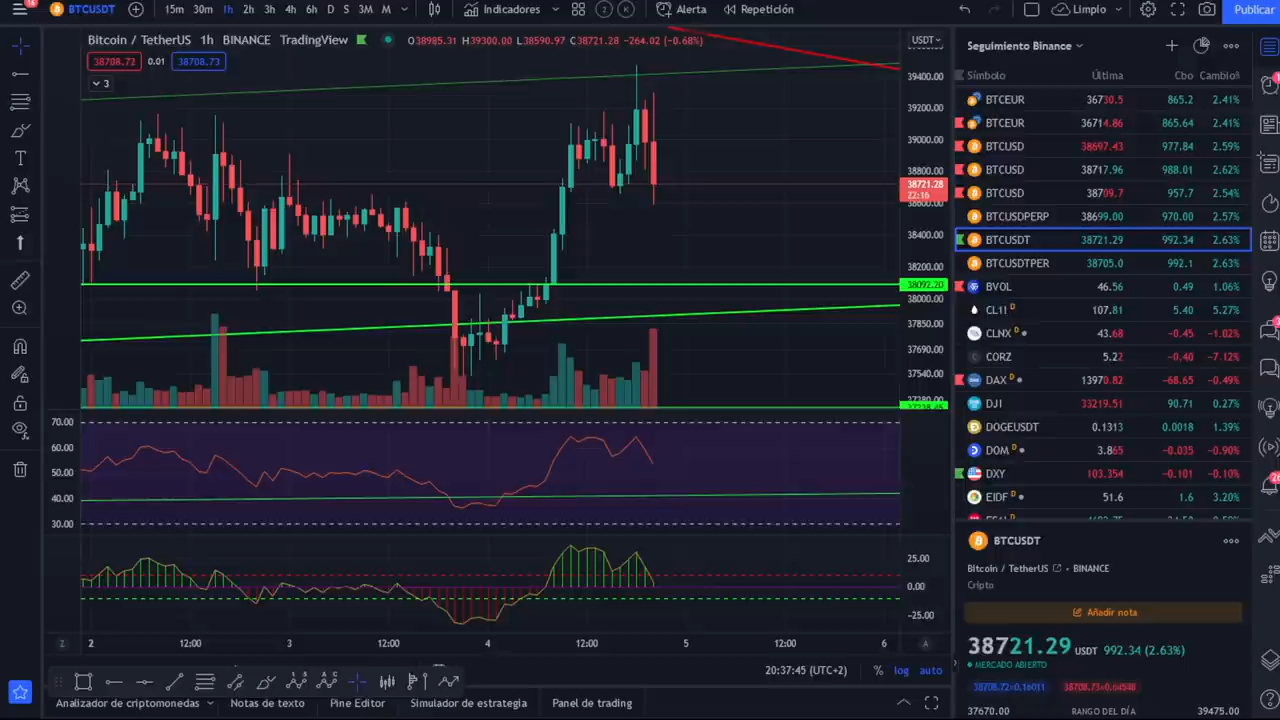 BTCUSDT 15m 30m 1h 2h 3h 4h 6h D S 3M M Indicadores 2 K Alerta Repetición Limpio Publicar
Bitcoin / TetherUS 1h BINANCE TradingView O38985.31 H39300.00 L38590.97 C38721.28 -264.02 (-0.68%) USDT
38708.72 0.01 38708.73
3
39400.00
39200.00
39000.00
38800.00
38721.28
22:16
38600.00
38400.00
38200.00
38092.20
38000.00
37850.00
37690.00
37540.00
70.00
60.00
50.00
40.00
30.00
25.00
0.00
-25.00
Z 2 12:00 3 12:00 4 12:00 5 12:00 6 A
20:37:45 (UTC+2) % log auto
Analizador de criptomonedas Notas de texto Pine Editor Simulador de estrategia Panel de trading
Seguimiento Binance
Símbolo Última Cbo Cambio%
BTCEUR 36730.5 865.2 2.41%
BTCEUR 36714.86 865.64 2.41%
BTCUSD 38697.43 977.84 2.59%
BTCUSD 38717.96 988.01 2.62%
BTCUSD 38709.7 957.7 2.54%
BTCUSDPERP 38699.00 970.00 2.57%
BTCUSDT 38721.29 992.34 2.63%
BTCUSDTPER 38705.0 992.1 2.63%
BVOL 46.56 0.49 1.06%
CL1! D 107.81 5.40 5.27%
CLNX D 43.68 -0.45 -1.02%
CORZ 5.22 -0.40 -7.12%
DAX D 13970.82 -68.65 -0.49%
DJI 33219.51 90.71 0.27%
DOGEUSDT 0.1313 0.0018 1.39%
DOM D 3.865 -0.035 -0.90%
DXY 103.354 -0.101 -0.10%
EIDF D 51.6 1.6 3.20%
BTCUSDT
Bitcoin / TetherUS • BINANCE
Cripto
Añadir nota
38721.29 USDT 992.34 (2.63%)
MERCADO ABIERTO
38708.72×0.16011 38708.73×0.64548
37670.00 RANGO DEL DÍA 39475.00